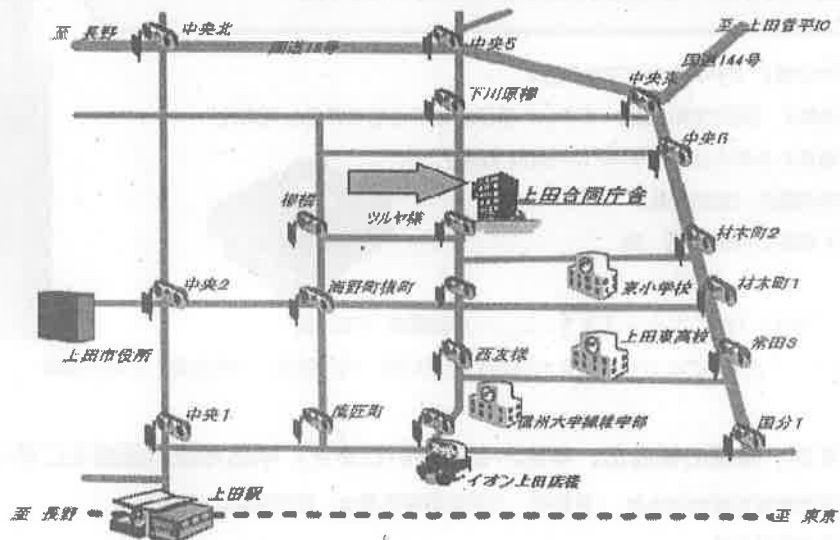 中央北
至 長野
国道18号
中央5
至 上田菅平IC
国道144号
中央東
下川原柳
中央6
上田合同庁舎
柳橋
ツルヤ様
材木町2
中央2
海野町横町
東小学校
材木町1
上田市役所
西友様
上田東高校
常田3
中央1
鷹匠町
信州大学繊維学部
国分1
イオン上田店様
上田駅
至 長野
至 東京